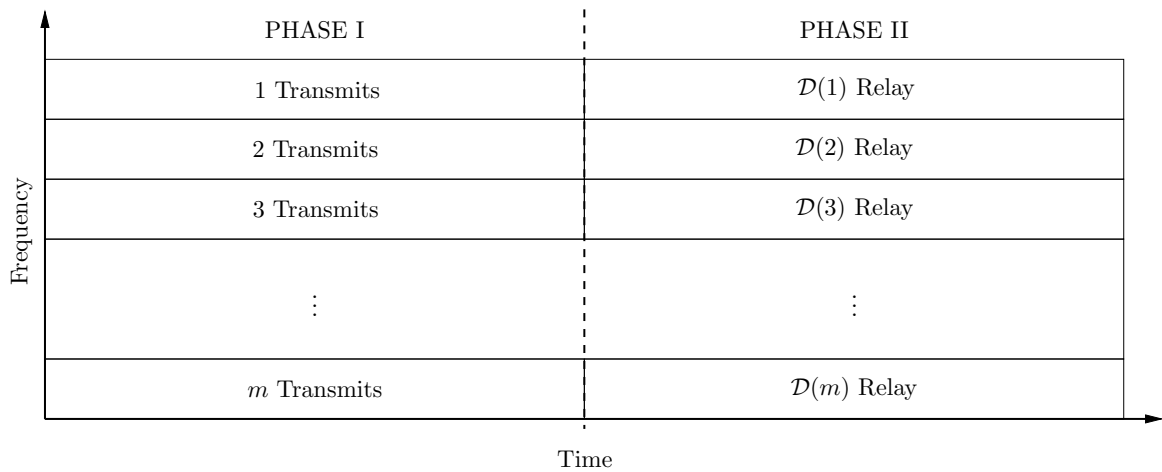 PHASE I PHASE II
1 Transmits D(1) Relay
2 Transmits D(2) Relay
3 Transmits D(3) Relay
⋮ ⋮
m Transmits D(m) Relay
Frequency
Time